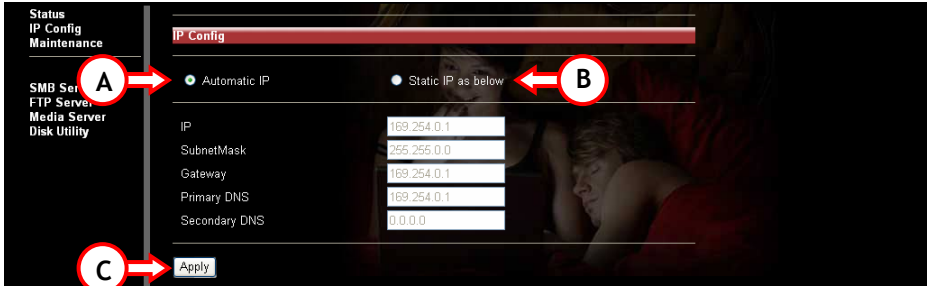 Status
IP Config
Maintenance
SMB Ser
FTP Server
Media Server
Disk Utility
IP Config
A
Automatic IP
Static IP as below
B
IP
169.254.0.1
SubnetMask
255.255.0.0
Gateway
169.254.0.1
Primary DNS
169.254.0.1
Secondary DNS
0.0.0.0
C
Apply